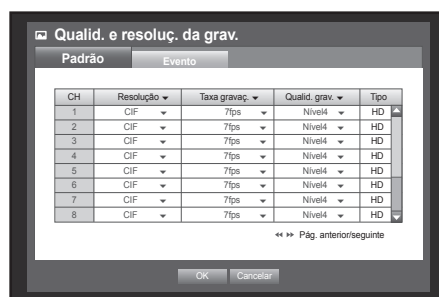 Qualid. e resoluç. da grav.
Padrão Evento
CH Resolução Taxa gravaç. Qualid. grav. Tipo
1 CIF 7fps Nível4 HD
2 CIF 7fps Nível4 HD
3 CIF 7fps Nível4 HD
4 CIF 7fps Nível4 HD
5 CIF 7fps Nível4 HD
6 CIF 7fps Nível4 HD
7 CIF 7fps Nível4 HD
8 CIF 7fps Nível4 HD
Pág. anterior/seguinte
OK Cancelar